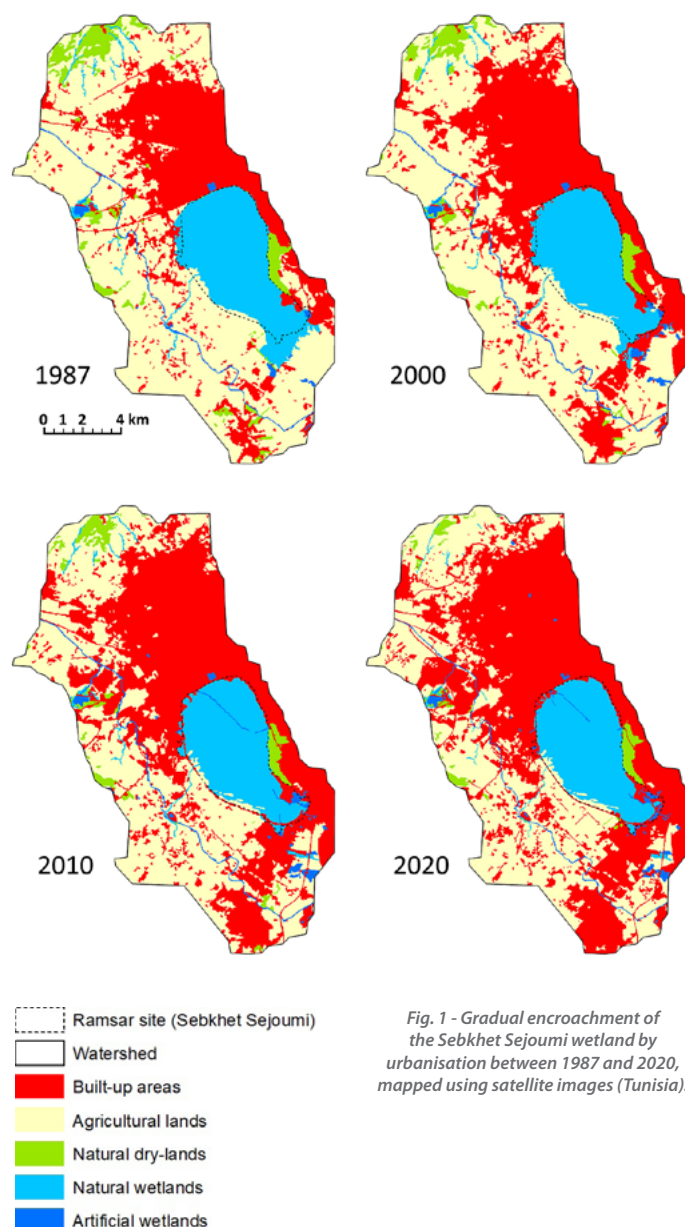 1987
2000
0 1 2 4 km
2010
2020
Ramsar site (Sebkhet Sejoumi)
Watershed
Built-up areas
Agricultural lands
Natural dry-lands
Natural wetlands
Artificial wetlands
Fig. 1 - Gradual encroachment of
the Sebkhet Sejoumi wetland by
urbanisation between 1987 and 2020,
mapped using satellite images (Tunisia).